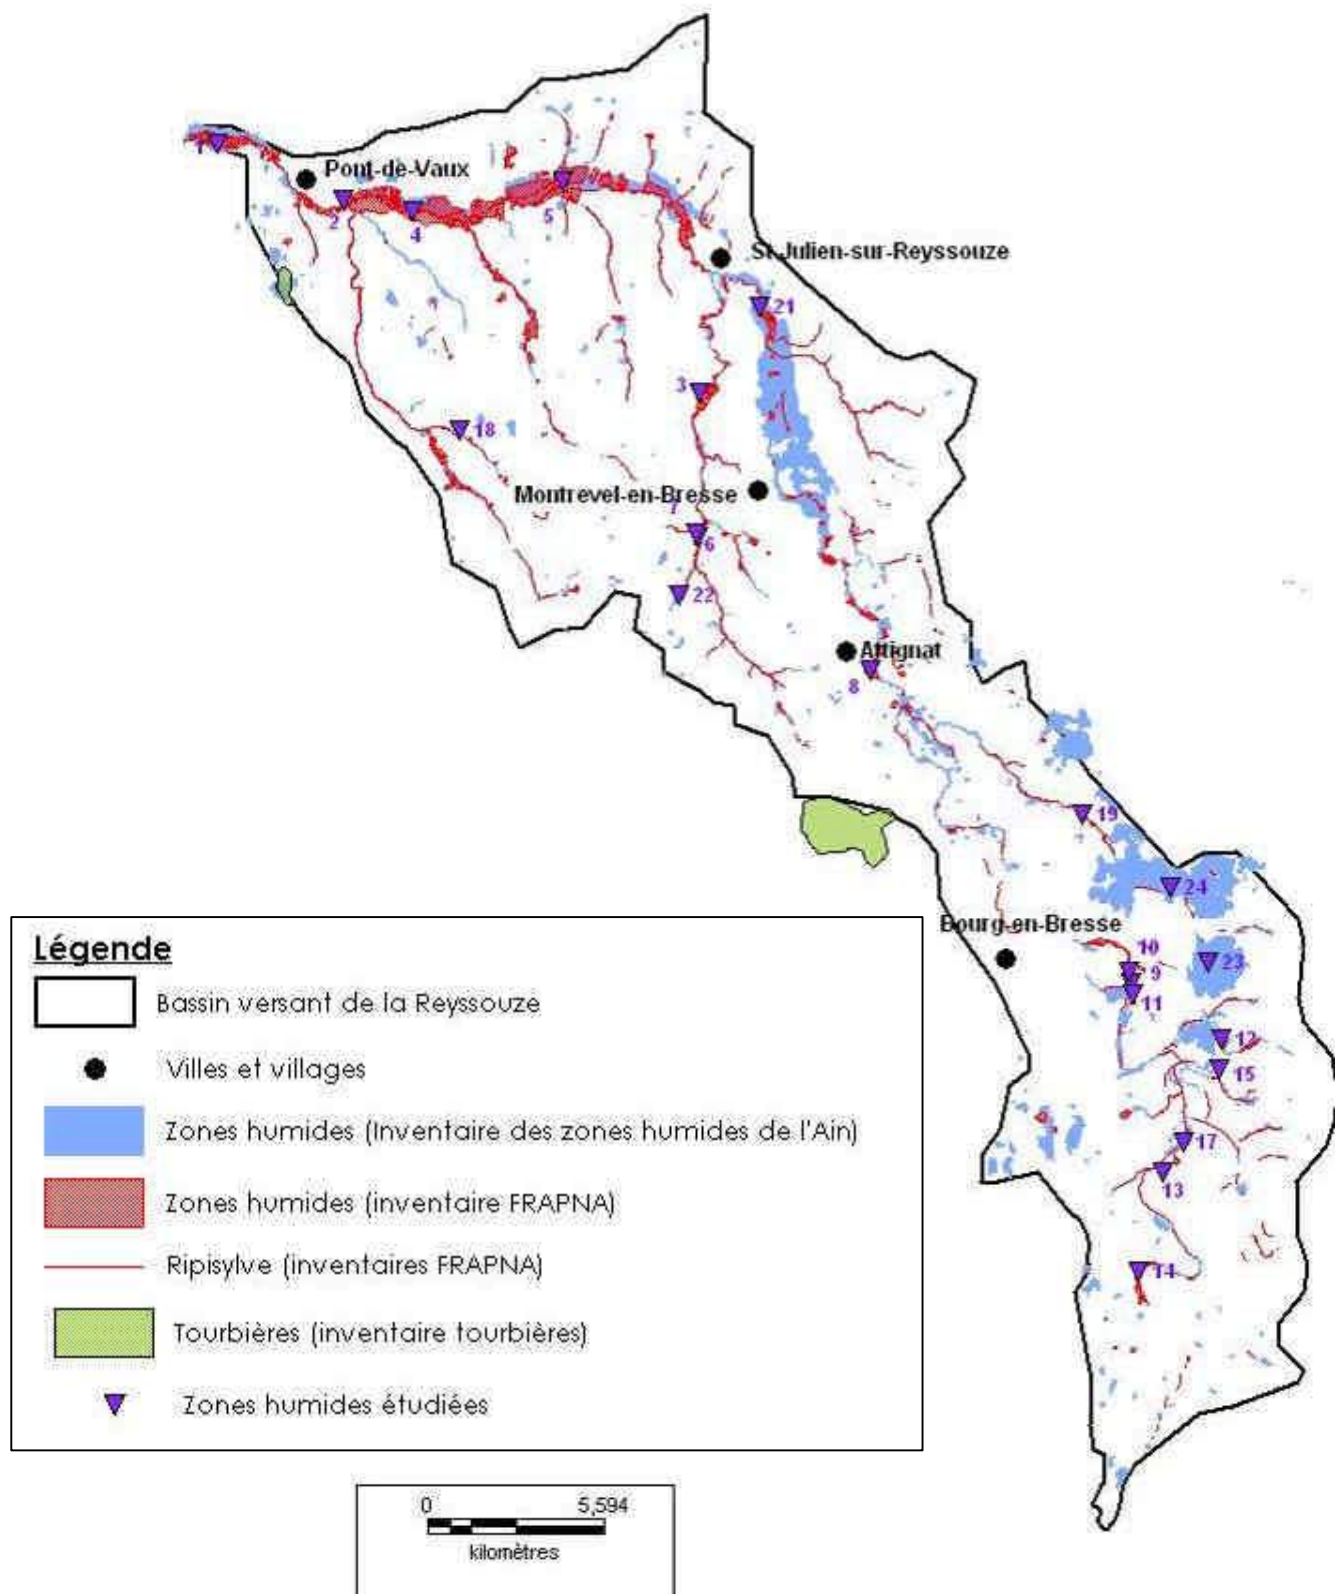 1
Pont-de-Vaux
2
4
5
St Julien-sur-Reyssouze
21
3
18
Montrevel-en-Bresse
7
6
22
Attignat
8
19
24
Bourg-en-Bresse
10
23
9
11
12
15
17
13
14
Légende
Bassin versant de la Reyssouze
Villes et villages
Zones humides (Inventaire des zones humides de l'Ain)
Zones humides (inventaire FRAPNA)
Ripisylve (inventaires FRAPNA)
Tourbières (inventaire tourbières)
Zones humides étudiées
0 5,594
kilomètres